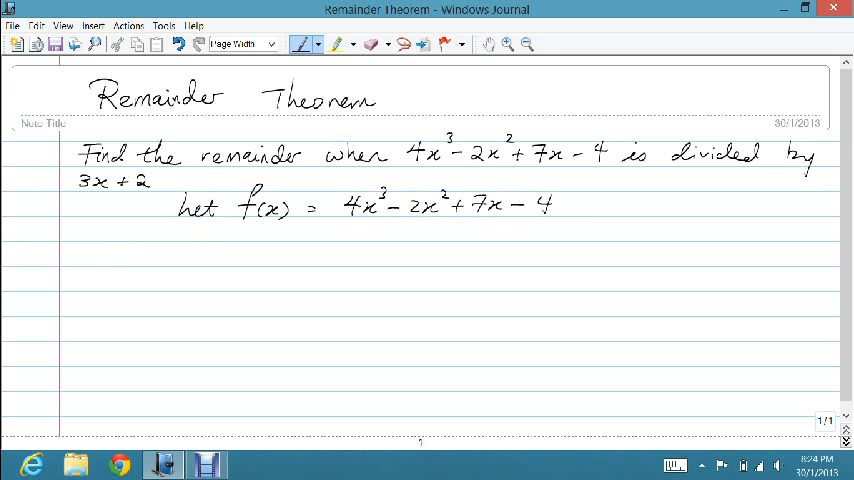 Remainder Theorem - Windows Journal
File Edit View Insert Actions Tools Help
Page Width
Remainder Theorem
Note Title
30/1/2013
Find the remainder when 4x³ - 2x² + 7x - 4 is divided by
3x + 2
Let f(x) = 4x³ - 2x² + 7x - 4
1/1
1
8:24 PM
30/1/2013